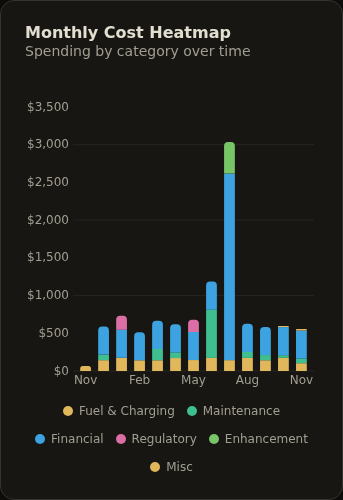 Monthly Cost Heatmap
Spending by category over time
$3,500
$3,000
$2,500
$2,000
$1,500
$1,000
$500
$0
Nov Feb May Aug Nov
Fuel & Charging Maintenance
Financial Regulatory Enhancement
Misc